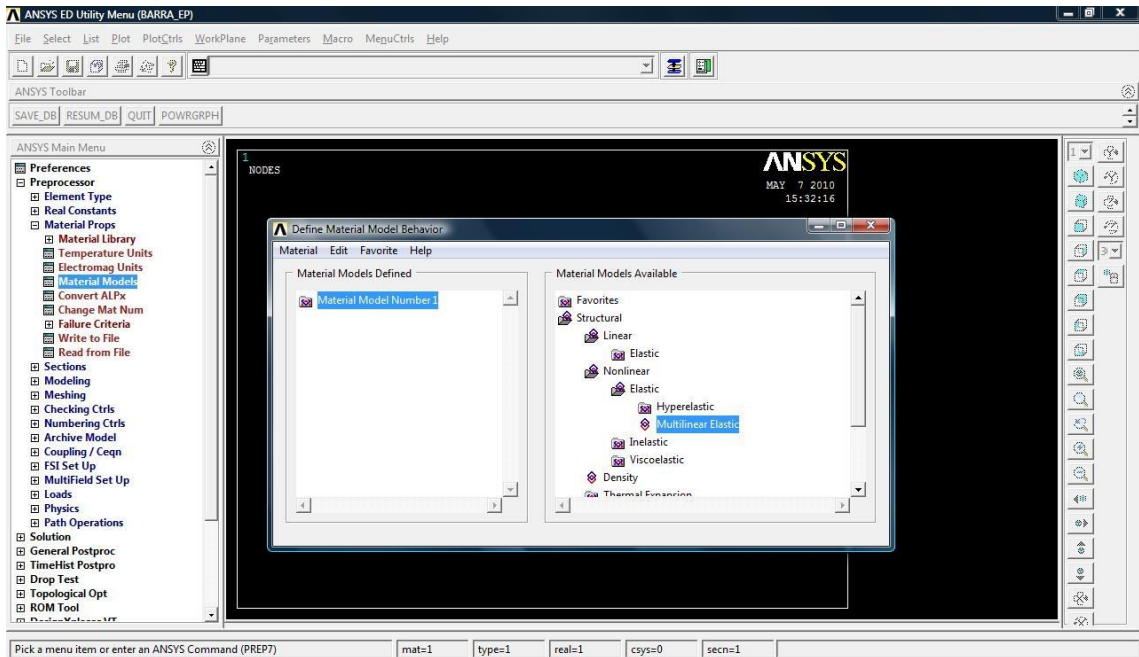 ANSYS ED Utility Menu (BARRA_EP)
File Select List Plot PlotCtrls WorkPlane Parameters Macro MenuCtrls Help
ANSYS Toolbar
SAVE_DB RESUM_DB QUIT POWRGRPH
ANSYS Main Menu
Preferences
Preprocessor
Element Type
Real Constants
Material Props
Material Library
Temperature Units
Electromag Units
Material Models
Convert ALPx
Change Mat Num
Failure Criteria
Write to File
Read from File
Sections
Modeling
Meshing
Checking Ctrls
Numbering Ctrls
Archive Model
Coupling / Ceqn
FSI Set Up
MultiField Set Up
Loads
Physics
Path Operations
Solution
General Postproc
TimeHist Postpro
Drop Test
Topological Opt
ROM Tool
1
NODES
ANSYS
MAY 7 2010
15:32:16
Define Material Model Behavior
Material Edit Favorite Help
Material Models Defined
Material Model Number 1
Material Models Available
Favorites
Structural
Linear
Elastic
Nonlinear
Elastic
Hyperelastic
Multilinear Elastic
Inelastic
Viscoelastic
Density
Thermal Expansion
1
3
Pick a menu item or enter an ANSYS Command (PREP7) mat=1 type=1 real=1 csys=0 secn=1